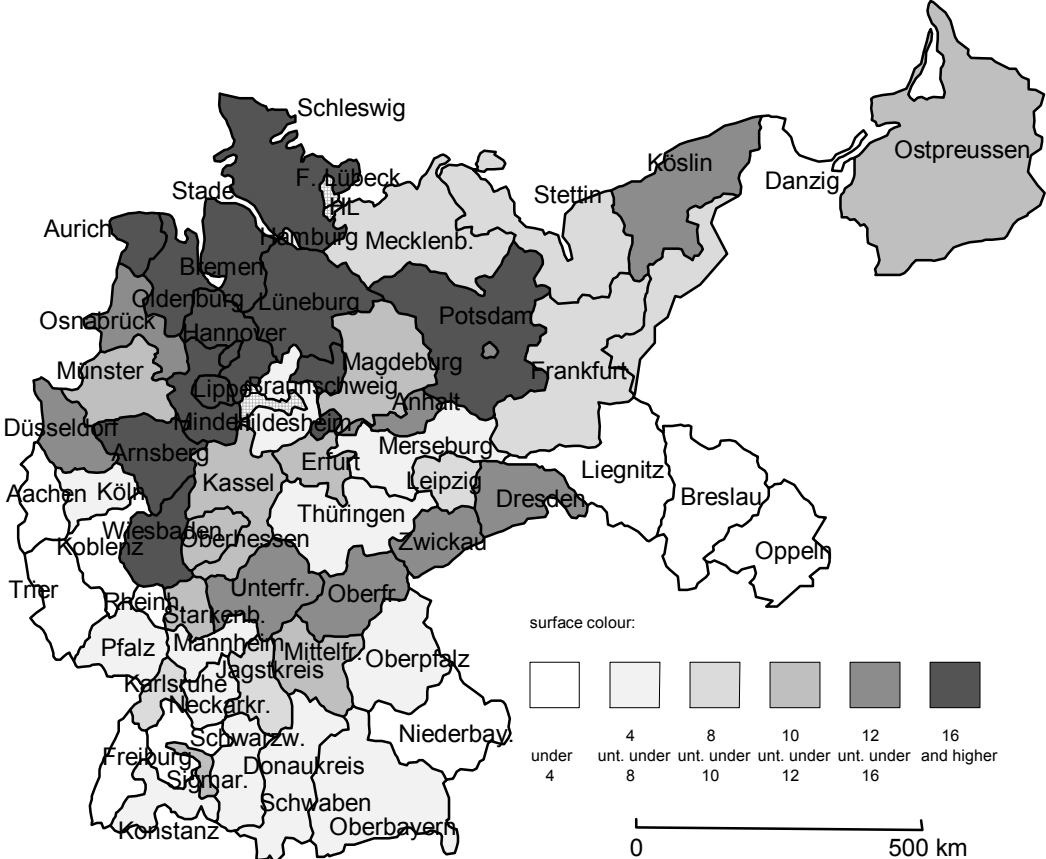 Schleswig
F. Lübeck
Köslin
Ostpreussen
Danzig
Stettin
Stade
HL
Aurich
Hamburg
Mecklenb.
Bremen
Oldenburg
Lüneburg
Osnabrück
Hannover
Potsdam
Münster
Magdeburg
Frankfurt
Lippe
Braunschweig
Anhalt
Düsseldorf
Minden
Hildesheim
Merseburg
Arnsberg
Erfurt
Liegnitz
Leipzig
Kassel
Aachen
Köln
Dresden
Breslau
Thüringen
Wiesbaden
Oberhessen
Koblenz
Zwickau
Oppeln
Trier
Unterfr.
Oberfr.
Rheinh.
Starkenb.
surface colour:
Pfalz
Mannheim
Mittelfr.
Oberpfalz
Jagstkreis
Karlsruhe
Neckarkr.
Niederbay.
Schwarzw.
Freiburg
Donaukreis
Sigmar.
Schwaben
Konstanz
Oberbayern
4 8 10 12 16
under unt. under unt. under unt. under unt. under and higher
4 8 10 12 16
0 500 km